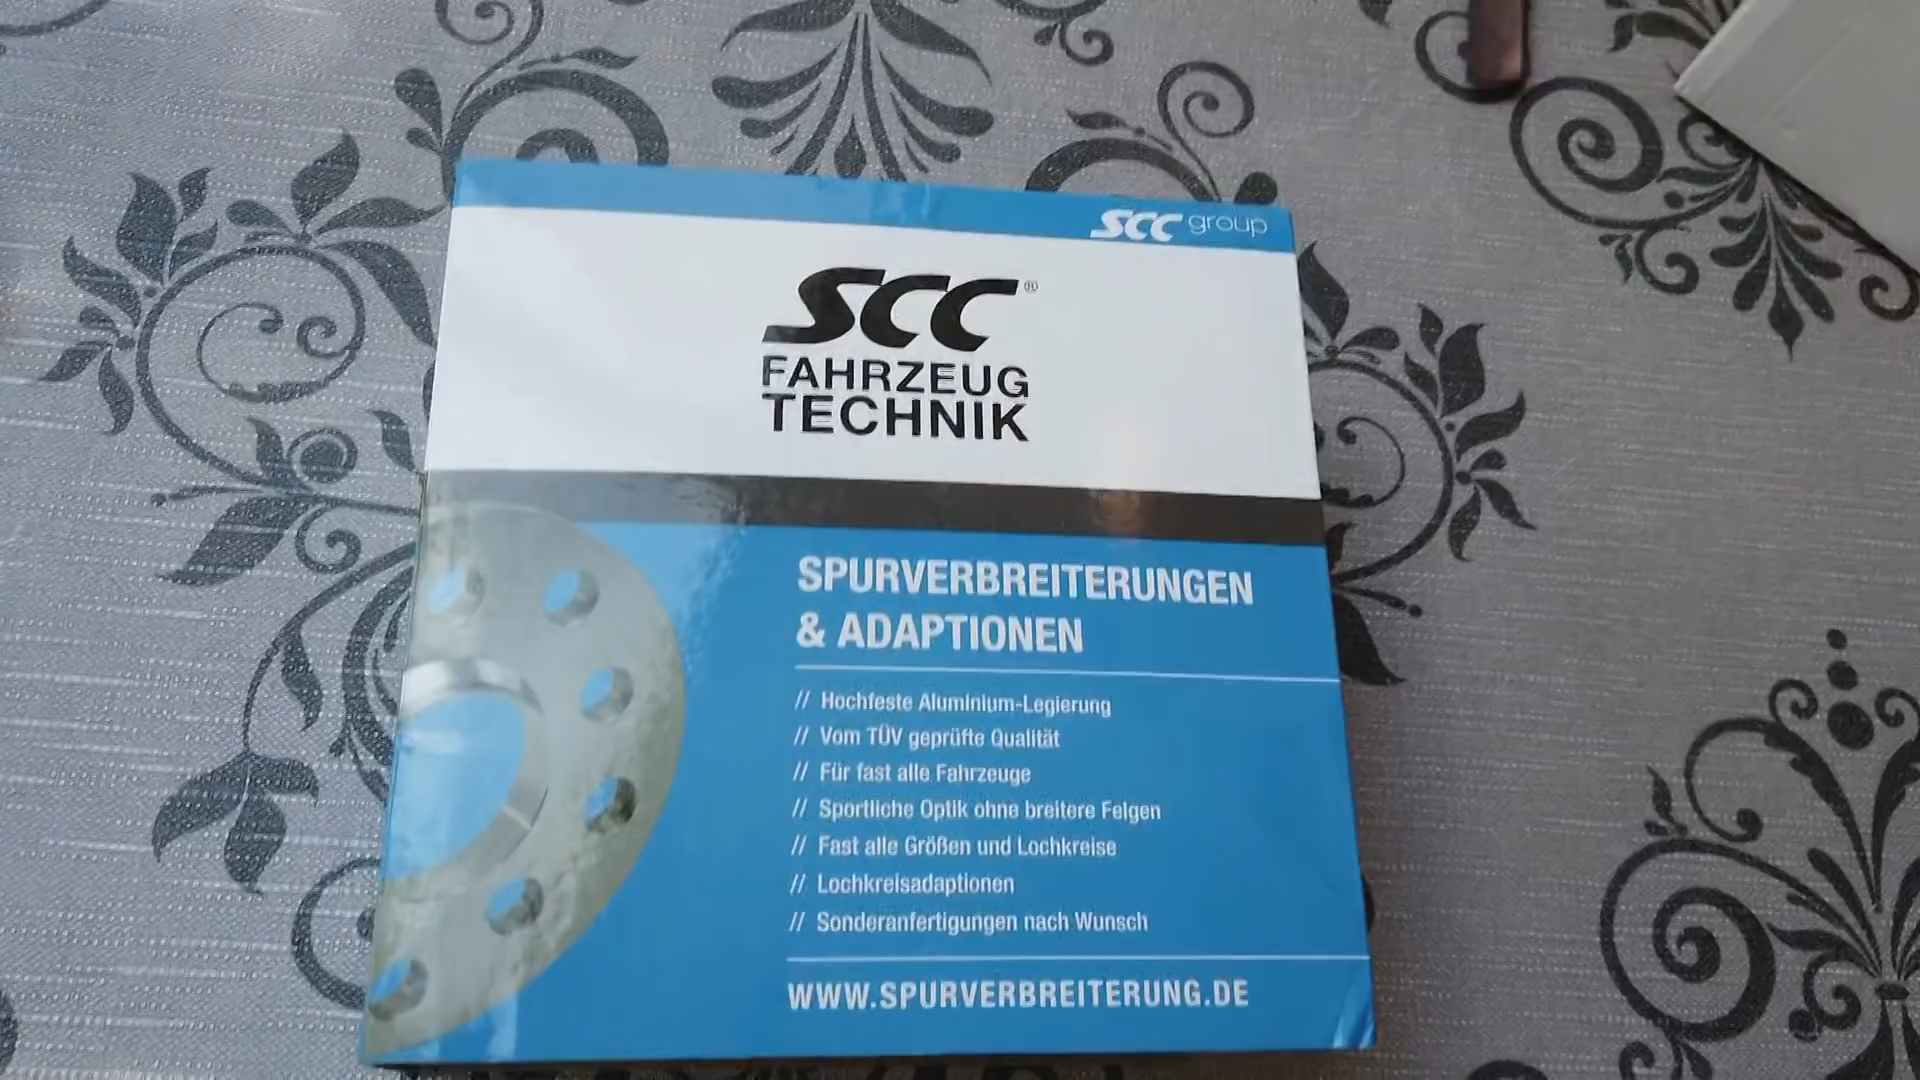 SCC group
SCC®
FAHRZEUG
TECHNIK
SPURVERBREITERUNGEN
& ADAPTIONEN
// Hochfeste Aluminium-Legierung
// Vom TÜV geprüfte Qualität
// Für fast alle Fahrzeuge
// Sportliche Optik ohne breitere Felgen
// Fast alle Größen und Lochkreise
// Lochkreisadaptionen
// Sonderanfertigungen nach Wunsch
WWW.SPURVERBREITERUNG.DE